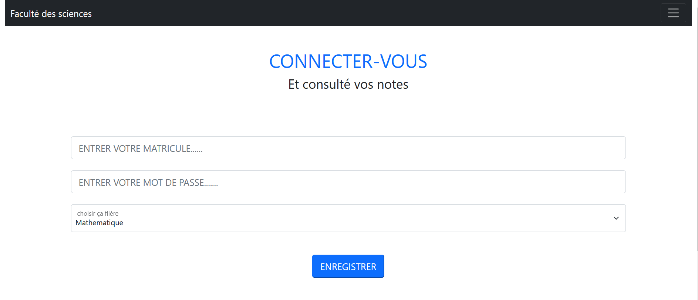 Faculté des sciences
CONNECTER-VOUS
Et consulté vos notes
ENTRER VOTRE MATRICULE......
ENTRER VOTRE MOT DE PASSE.......
choisir ça filière
Mathematique
ENREGISTRER